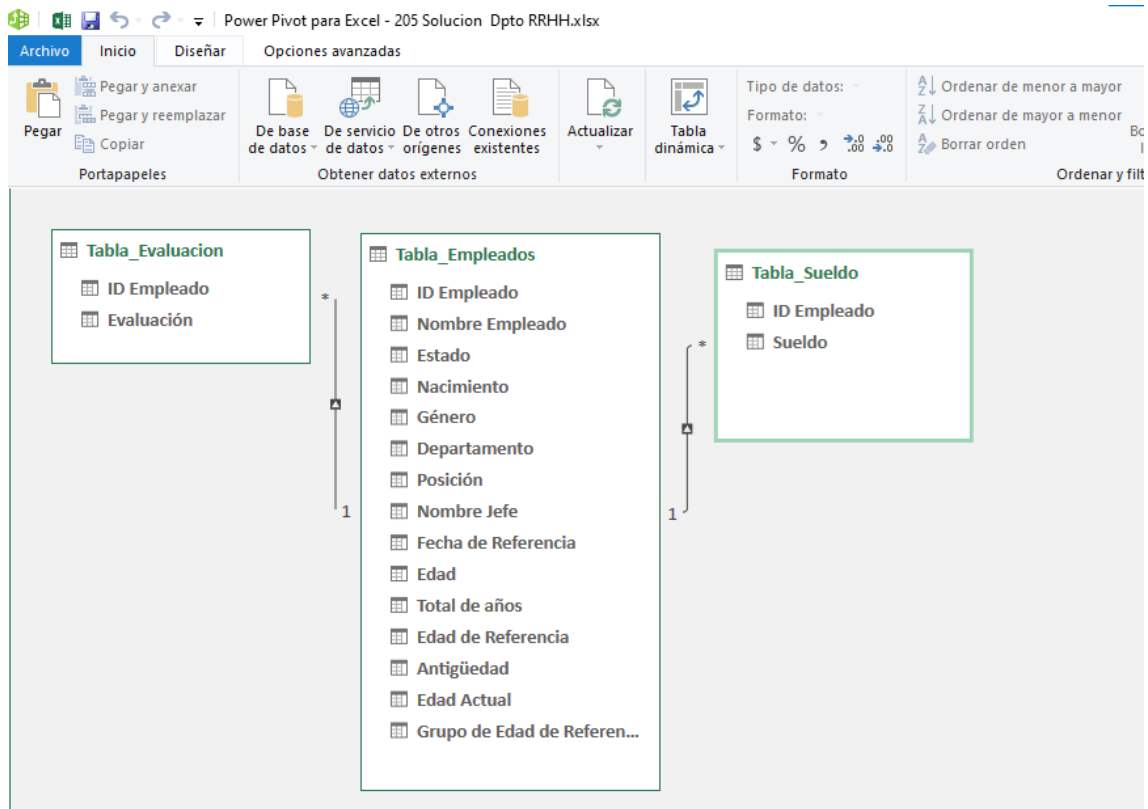 Power Pivot para Excel - 205 Solucion Dpto RRHH.xlsx
Archivo Inicio Diseñar Opciones avanzadas
Pegar
Pegar y anexar
Pegar y reemplazar
Copiar
Portapapeles
De base de datos
De servicio de datos
De otros orígenes
Conexiones existentes
Obtener datos externos
Actualizar
Tabla dinámica
Tipo de datos:
Formato:
$ % , .00 .00
Formato
Ordenar de menor a mayor
Ordenar de mayor a menor
Borrar orden
Ordenar y filt
Tabla_Evaluacion
ID Empleado
Evaluación
*
1
Tabla_Empleados
ID Empleado
Nombre Empleado
Estado
Nacimiento
Género
Departamento
Posición
Nombre Jefe
Fecha de Referencia
Edad
Total de años
Edad de Referencia
Antigüedad
Edad Actual
Grupo de Edad de Referen...
*
1
Tabla_Sueldo
ID Empleado
Sueldo